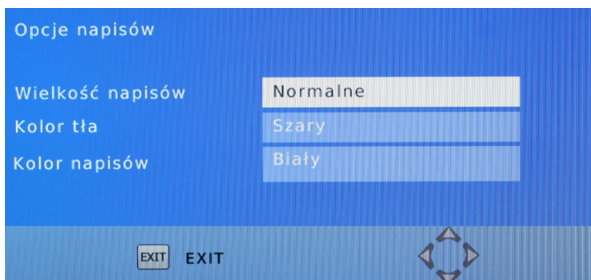 Opcje napisów
Wielkość napisów Normalne
Kolor tła Szary
Kolor napisów Biały
EXIT EXIT